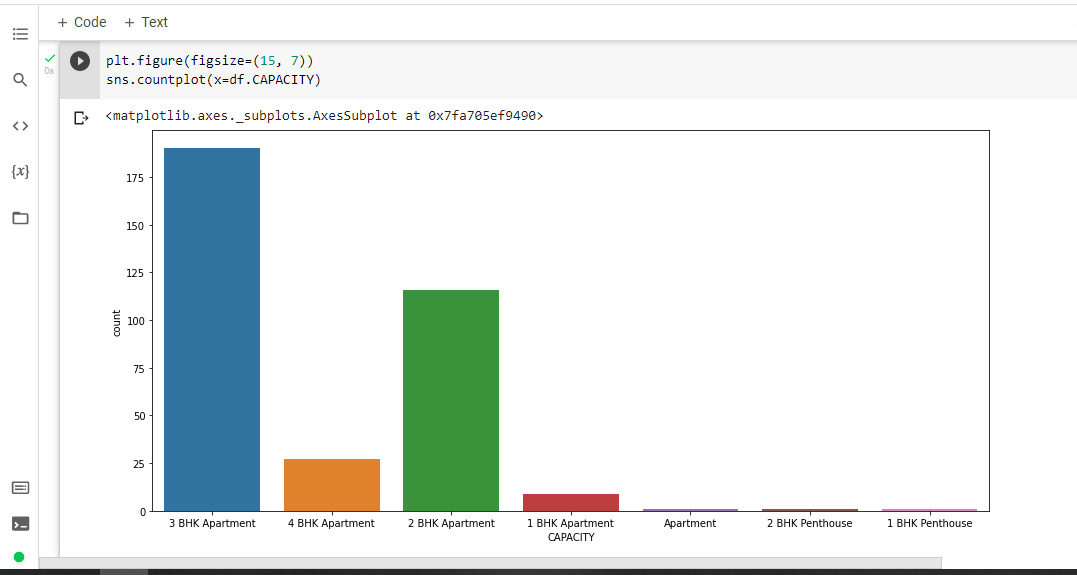 + Code + Text
0s
plt.figure(figsize=(15, 7))
sns.countplot(x=df.CAPACITY)
{x}
<matplotlib.axes._subplots.AxesSubplot at 0x7fa705ef9490>
175
150
125
100
75
50
25
0
count
3 BHK Apartment 4 BHK Apartment 2 BHK Apartment 1 BHK Apartment Apartment 2 BHK Penthouse 1 BHK Penthouse
CAPACITY